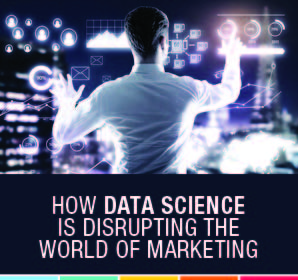 HOW DATA SCIENCE
IS DISRUPTING THE
WORLD OF MARKETING